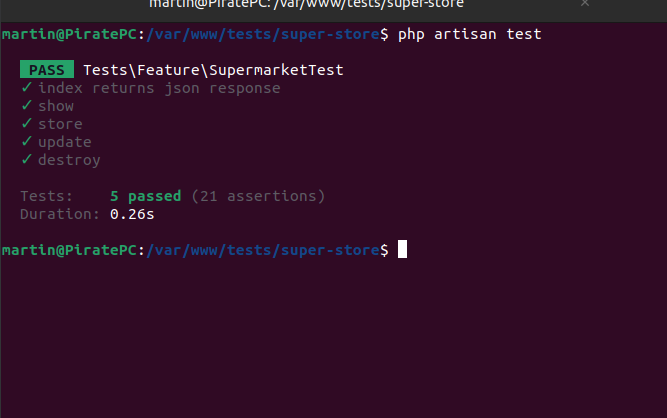 martin@PiratePC: /var/www/tests/super-store ×
martin@PiratePC:/var/www/tests/super-store$ php artisan test
PASS Tests\Feature\SupermarketTest
✓ index returns json response
✓ show
✓ store
✓ update
✓ destroy
Tests: 5 passed (21 assertions)
Duration: 0.26s
martin@PiratePC:/var/www/tests/super-store$